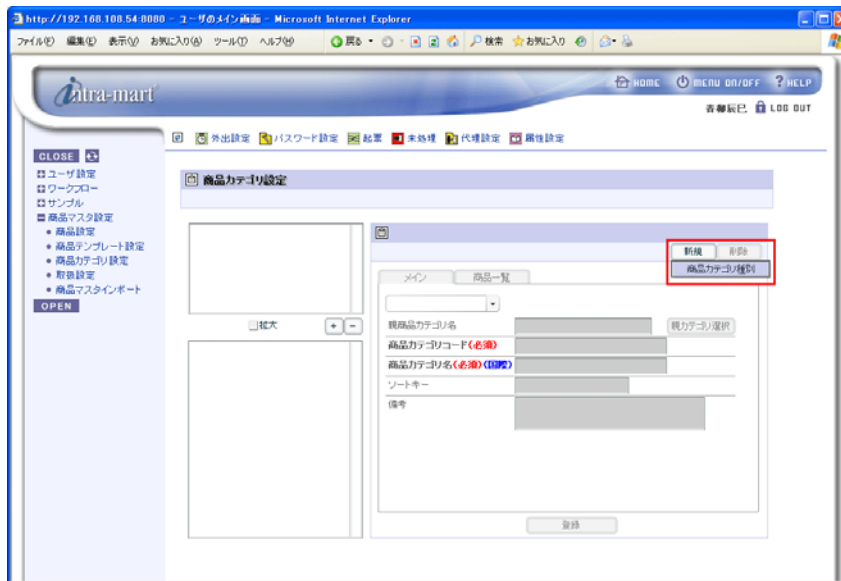 http://192.168.108.54:8080 - ユーザのメイン画面 - Microsoft Internet Explorer
ファイル(F) 編集(E) 表示(V) お気に入り(A) ツール(T) ヘルプ(H) 戻る 検索 お気に入り
intra-mart
HOME MENU ON/OFF ? HELP
青柳辰巳 LOG OUT
外出設定 パスワード設定 起票 未処理 代理設定 属性設定
CLOSE
ユーザ設定
ワークフロー
サンプル
商品マスタ設定
商品設定
商品テンプレート設定
商品カテゴリ設定
取扱設定
商品マスタインポート
OPEN
商品カテゴリ設定
新規 削除
商品カテゴリ種別
メイン 商品一覧
拡大 + -
親商品カテゴリ名 親カテゴリ選択
商品カテゴリコード(必須)
商品カテゴリ名(必須)(国際)
ソートキー
備考
登録